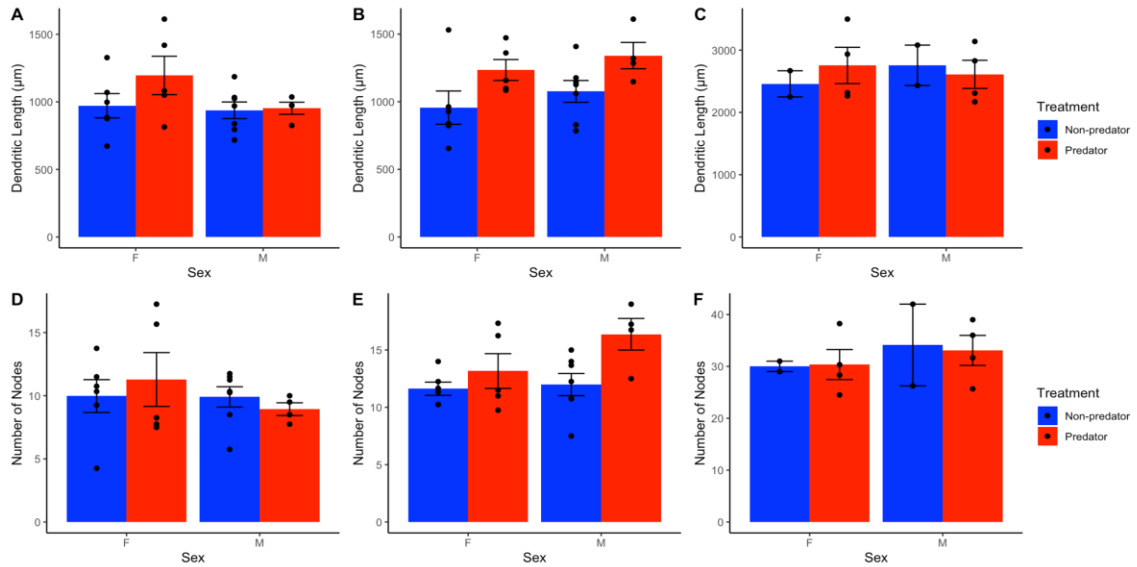 A
Dendritic Length (µm)
1500
1000
500
0
F
M
Sex
B
Dendritic Length (µm)
1500
1000
500
0
F
M
Sex
C
Dendritic Length (µm)
3000
2000
1000
0
F
M
Sex
Treatment
Non-predator
Predator
D
Number of Nodes
15
10
5
0
F
M
Sex
E
Number of Nodes
15
10
5
0
F
M
Sex
F
Number of Nodes
40
30
20
10
0
F
M
Sex
Treatment
Non-predator
Predator